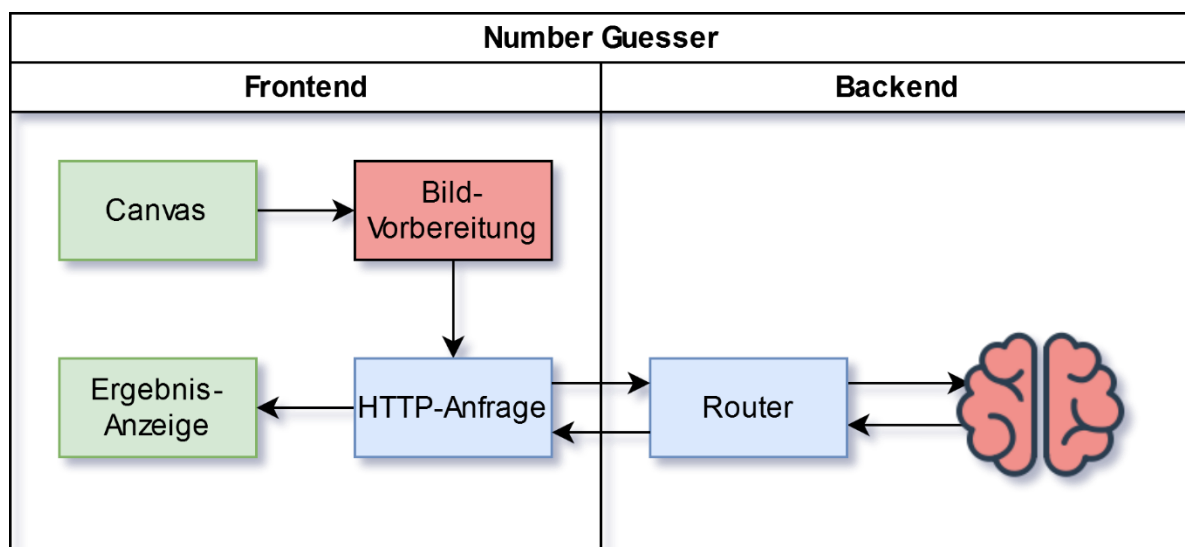 Number Guesser
Frontend
Backend
Canvas
Bild-
Vorbereitung
Ergebnis-
Anzeige
HTTP-Anfrage
Router